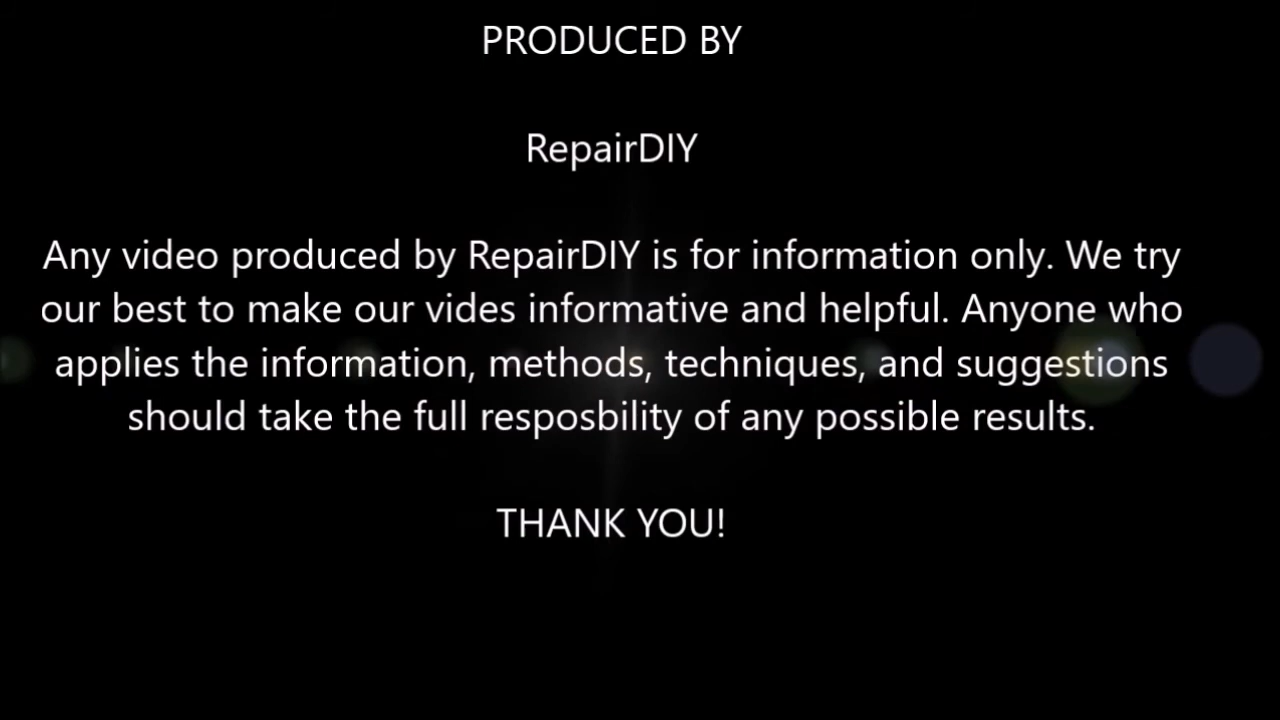 PRODUCED BY
RepairDIY
Any video produced by RepairDIY is for information only. We try
our best to make our vides informative and helpful. Anyone who
applies the information, methods, techniques, and suggestions
should take the full resposbility of any possible results.
THANK YOU!